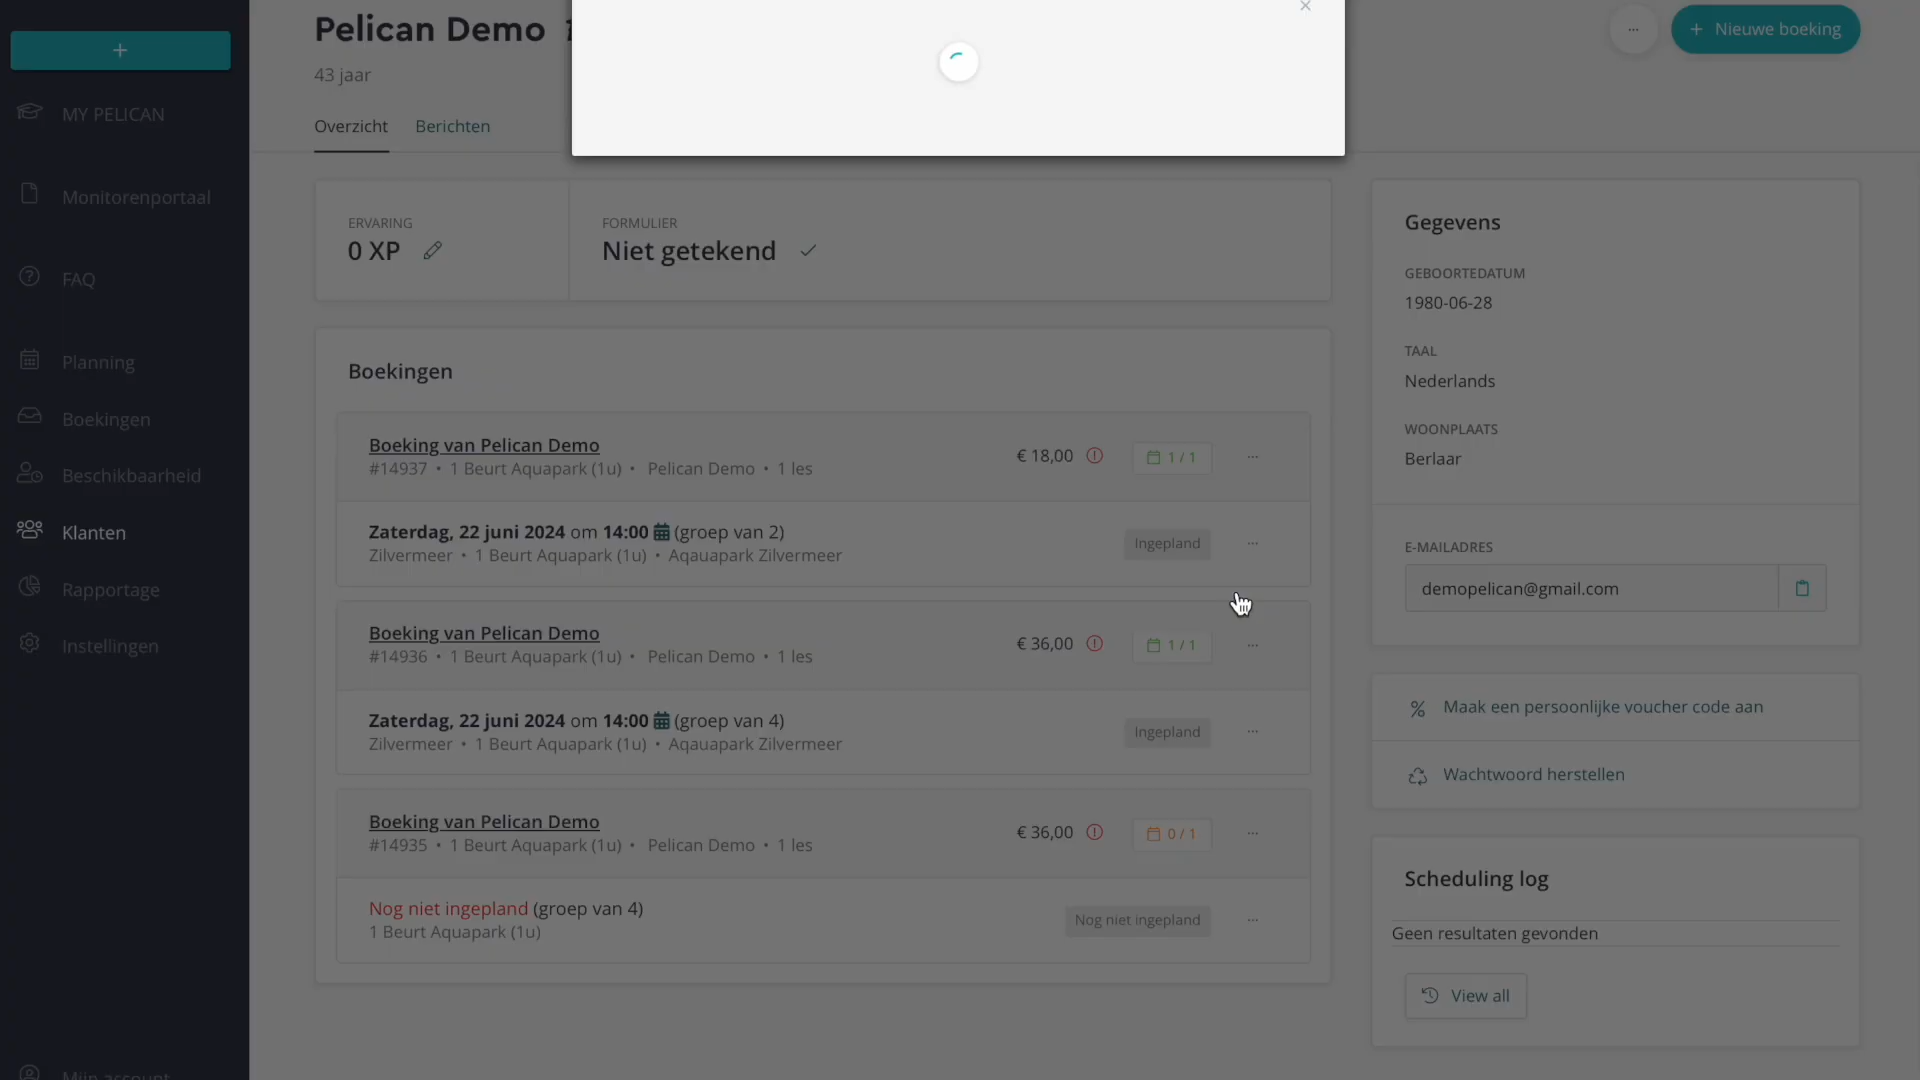 Pelican Demo
Nieuwe boeking
43 jaar
MY PELICAN
Overzicht
Berichten
Monitorenportaal
ERVARING
0 XP
FORMULIER
Niet getekend
Gegevens
GEBOORTEDATUM
1980-06-28
FAQ
Planning
TAAL
Nederlands
Boekingen
Boekingen
WOONPLAATS
Berlaar
Beschikbaarheid
Klanten
Rapportage
Instellingen
Boeking van Pelican Demo
#14937 • 1 Beurt Aquapark (1u) • Pelican Demo • 1 les
€ 18,00
1 / 1
Zaterdag, 22 juni 2024 om 14:00 (groep van 2)
Zilvermeer • 1 Beurt Aquapark (1u) • Aqauapark Zilvermeer
Ingepland
E-MAILADRES
demopelican@gmail.com
Boeking van Pelican Demo
#14936 • 1 Beurt Aquapark (1u) • Pelican Demo • 1 les
€ 36,00
1 / 1
Zaterdag, 22 juni 2024 om 14:00 (groep van 4)
Zilvermeer • 1 Beurt Aquapark (1u) • Aqauapark Zilvermeer
Ingepland
Maak een persoonlijke voucher code aan
Wachtwoord herstellen
Boeking van Pelican Demo
#14935 • 1 Beurt Aquapark (1u) • Pelican Demo • 1 les
€ 36,00
0 / 1
Nog niet ingepland (groep van 4)
1 Beurt Aquapark (1u)
Nog niet ingepland
Scheduling log
Geen resultaten gevonden
View all
Mijn account